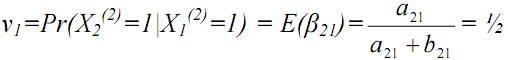 v₁=Pr(X₂⁽²⁾=1|X₁⁽²⁾=1) = E(β₂₁)= a₂₁ / (a₂₁ + b₂₁) = ½